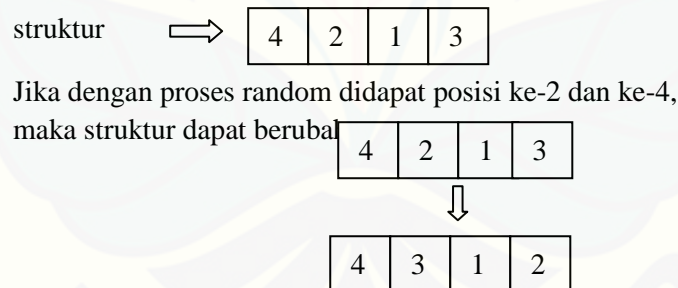 struktur 4 2 1 3
Jika dengan proses random didapat posisi ke-2 dan ke-4,
maka struktur dapat
4 2 1 3
4 3 1 2